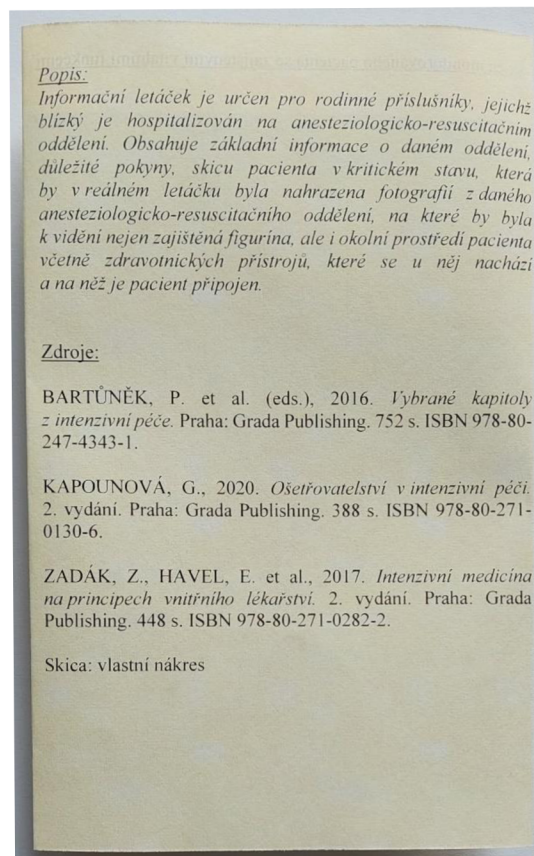 Popis:
Informační letáček je určen pro rodinné příslušníky, jejichž
blízký je hospitalizován na anesteziologicko-resuscitačním
oddělení. Obsahuje základní informace o daném oddělení,
důležité pokyny, skicu pacienta v kritickém stavu, která
by v reálném letáčku byla nahrazena fotografií z daného
anesteziologicko-resuscitačního oddělení, na které by byla
k vidění nejen zajištěná figurína, ale i okolní prostředí pacienta
včetně zdravotnických přístrojů, které se u něj nachází
a na něž je pacient připojen.
Zdroje:
BARTŮNĚK, P. et al. (eds.), 2016. Vybrané kapitoly
z intenzivní péče. Praha: Grada Publishing. 752 s. ISBN 978-80-
247-4343-1.
KAPOUNOVÁ, G., 2020. Ošetřovatelství v intenzivní péči.
2. vydání. Praha: Grada Publishing. 388 s. ISBN 978-80-271-
0130-6.
ZADÁK, Z., HAVEL, E. et al., 2017. Intenzivní medicína
na principech vnitřního lékařství. 2. vydání. Praha: Grada
Publishing. 448 s. ISBN 978-80-271-0282-2.
Skica: vlastní nákres